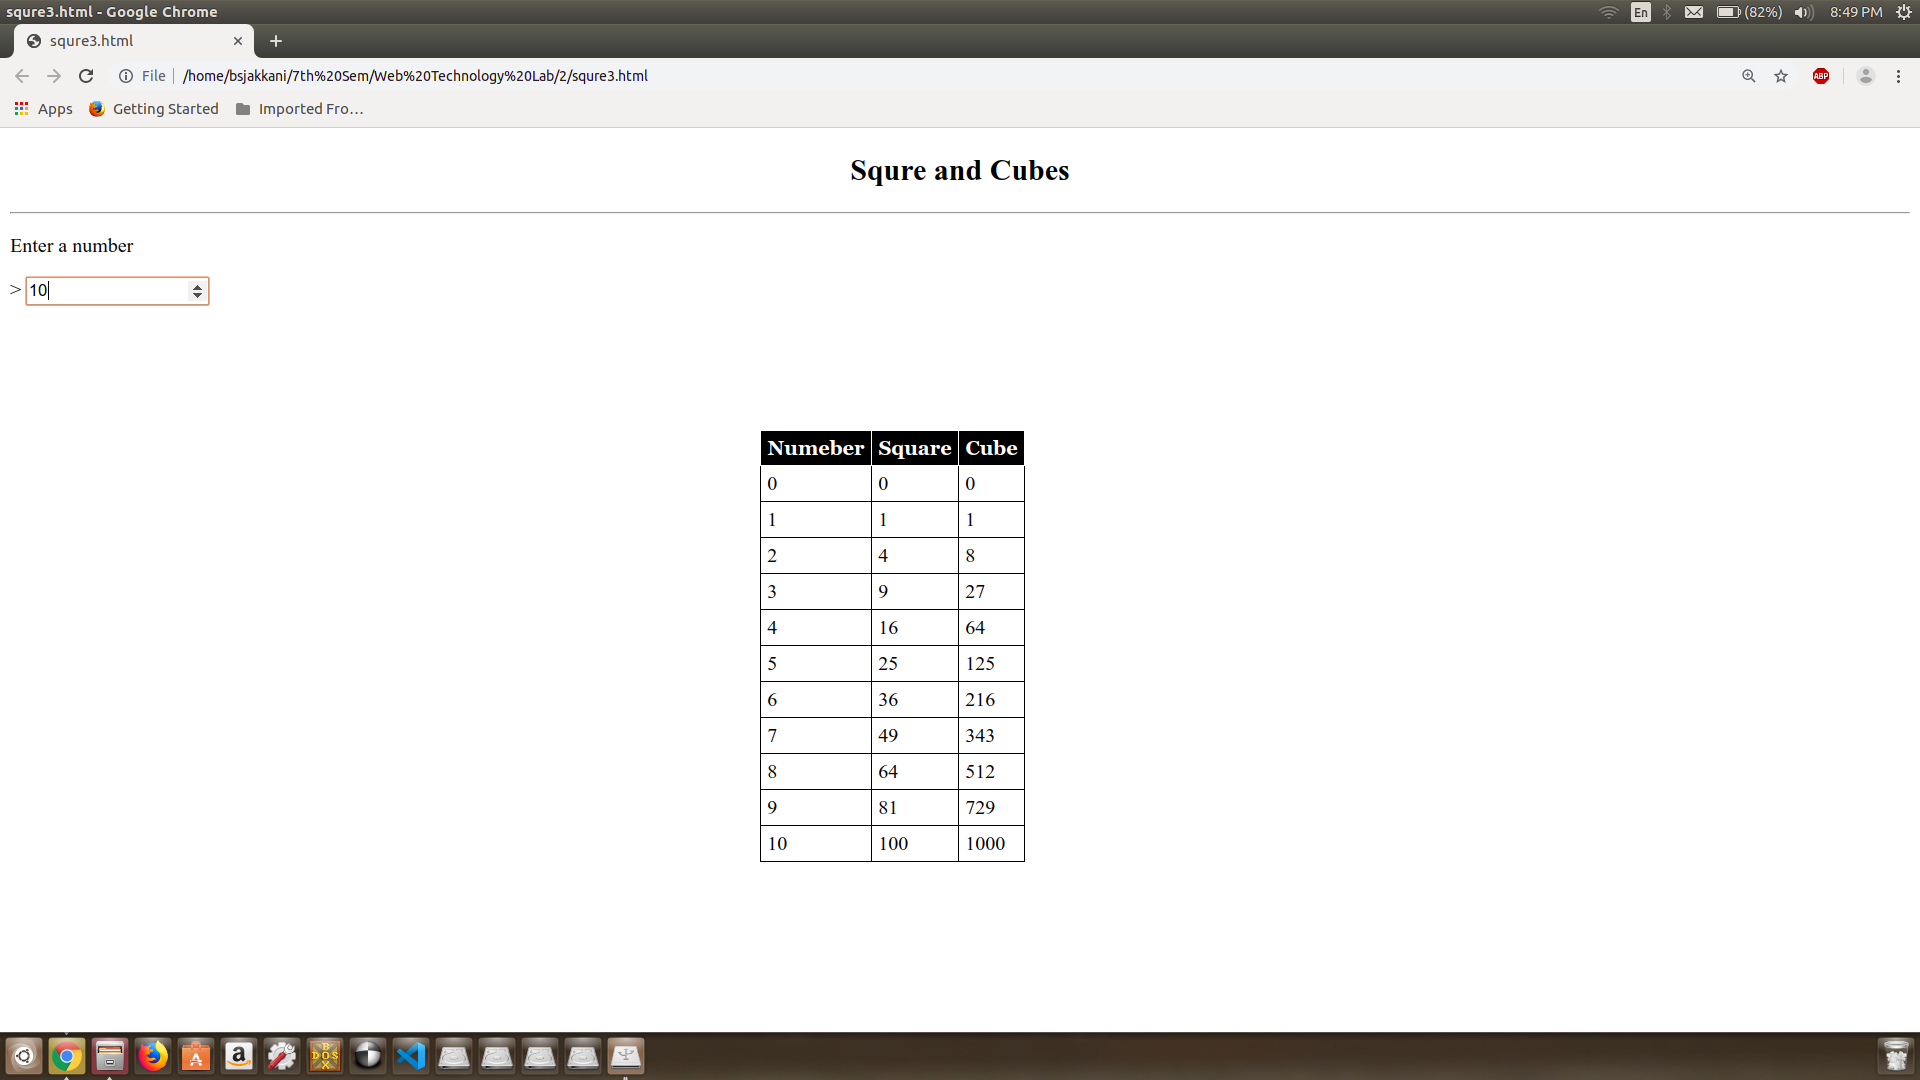 squre3.html - Google Chrome
En (82%) 8:49 PM
squre3.html
File /home/bsjakkani/7th%20Sem/Web%20Technology%20Lab/2/squre3.html
ABP
Apps Getting Started Imported Fro...
Squre and Cubes
Enter a number
> 10
Numeber Square Cube
0 0 0
1 1 1
2 4 8
3 9 27
4 16 64
5 25 125
6 36 216
7 49 343
8 64 512
9 81 729
10 100 1000
A a BDOSX